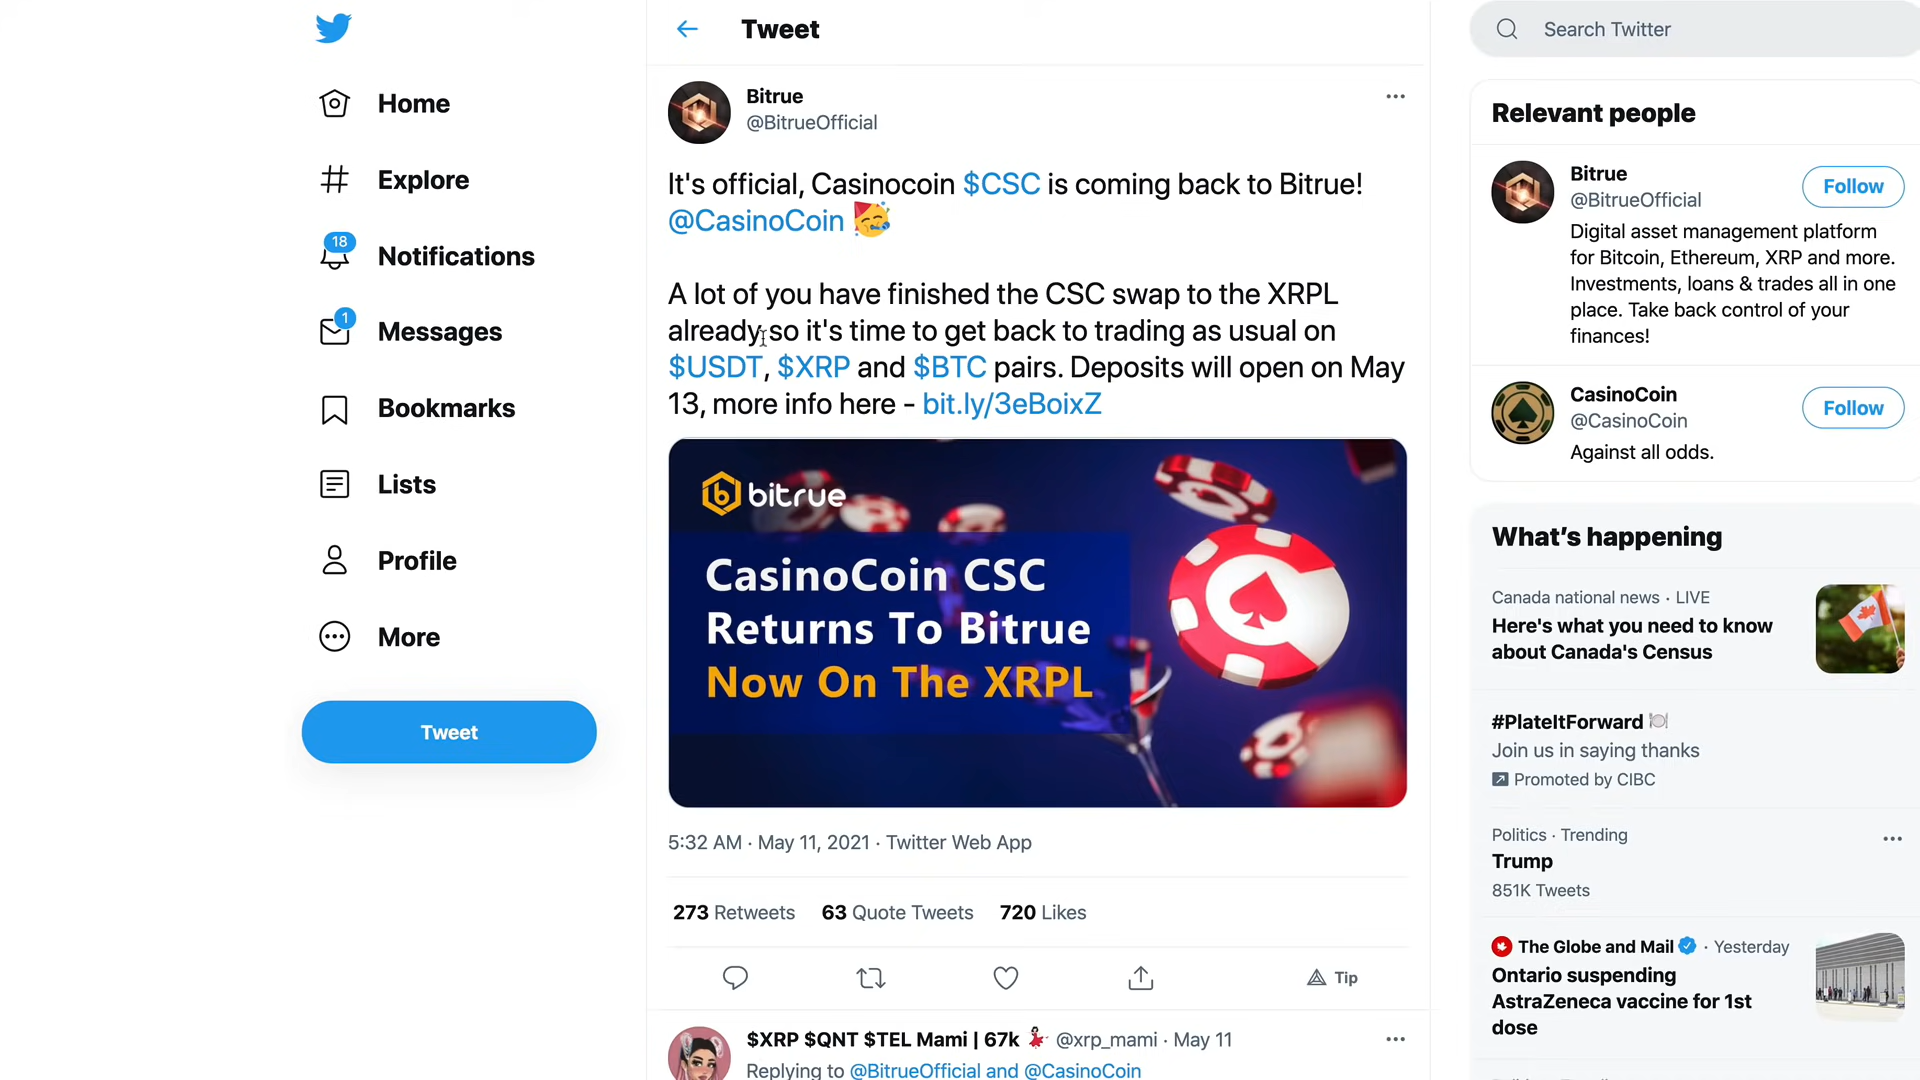 Home
Explore
18
Notifications
1
Messages
Bookmarks
Lists
Profile
More
Tweet
Tweet
Bitrue
@BitrueOfficial
It's official, Casinocoin $CSC is coming back to Bitrue!
@CasinoCoin 🥳
A lot of you have finished the CSC swap to the XRPL
already so it's time to get back to trading as usual on
$USDT, $XRP and $BTC pairs. Deposits will open on May
13, more info here - bit.ly/3eBoixZ
bitrue
CasinoCoin CSC
Returns To Bitrue
Now On The XRPL
5:32 AM · May 11, 2021 · Twitter Web App
273 Retweets 63 Quote Tweets 720 Likes
Tip
$XRP $QNT $TEL Mami | 67k 💃 @xrp_mami · May 11
Replying to @BitrueOfficial and @CasinoCoin
Search Twitter
Relevant people
Bitrue
@BitrueOfficial
Follow
Digital asset management platform
for Bitcoin, Ethereum, XRP and more.
Investments, loans & trades all in one
place. Take back control of your
finances!
CasinoCoin
@CasinoCoin
Follow
Against all odds.
What's happening
Canada national news · LIVE
Here's what you need to know
about Canada's Census
#PlateItForward 🍽
Join us in saying thanks
Promoted by CIBC
Politics · Trending
Trump
851K Tweets
The Globe and Mail · Yesterday
Ontario suspending
AstraZeneca vaccine for 1st
dose